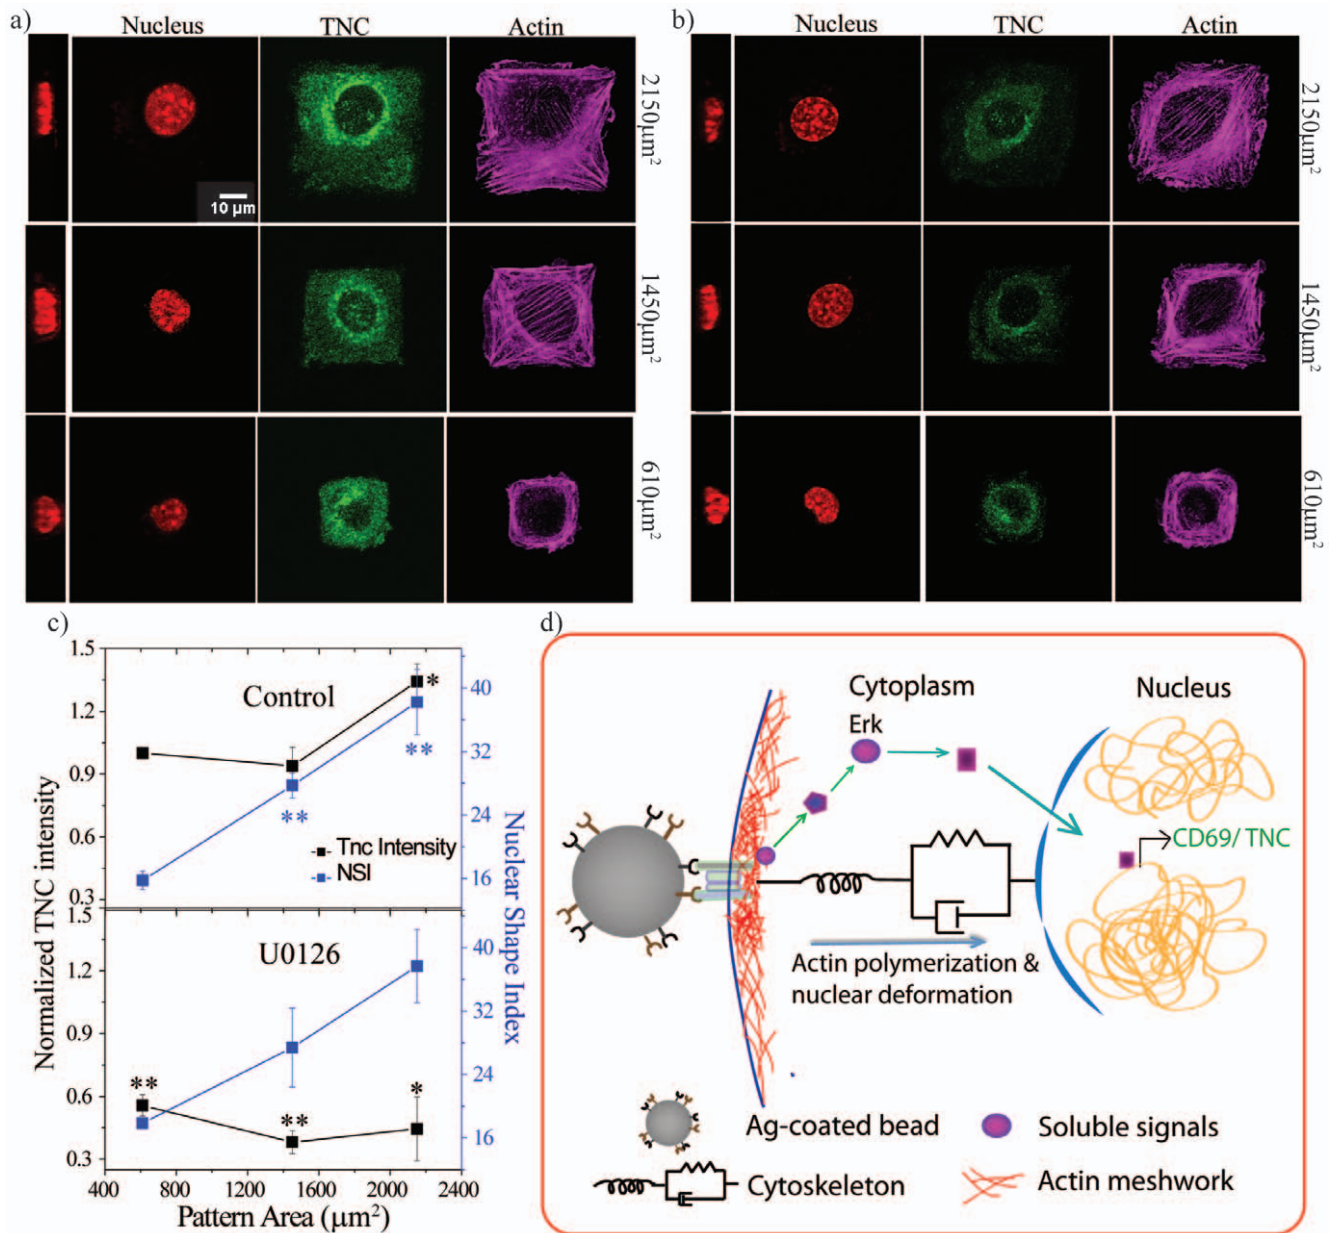 a)
Nucleus TNC Actin
2150μm²
10 μm
1450μm²
610μm²
b)
Nucleus TNC Actin
2150μm²
1450μm²
610μm²
c)
1.5
1.2
0.9
0.6
0.3
Control
*
**
**
Tnc Intensity
NSI
40
32
24
16
1.5
1.2
0.9
0.6
0.3
U0126
**
**
*
40
32
24
16
400 800 1200 1600 2000 2400
Pattern Area (μm²)
Normalized TNC intensity
Nuclear Shape Index
d)
Cytoplasm
Nucleus
Erk
CD69/ TNC
Actin polymerization &
nuclear deformation
Ag-coated bead
Soluble signals
Cytoskeleton
Actin meshwork